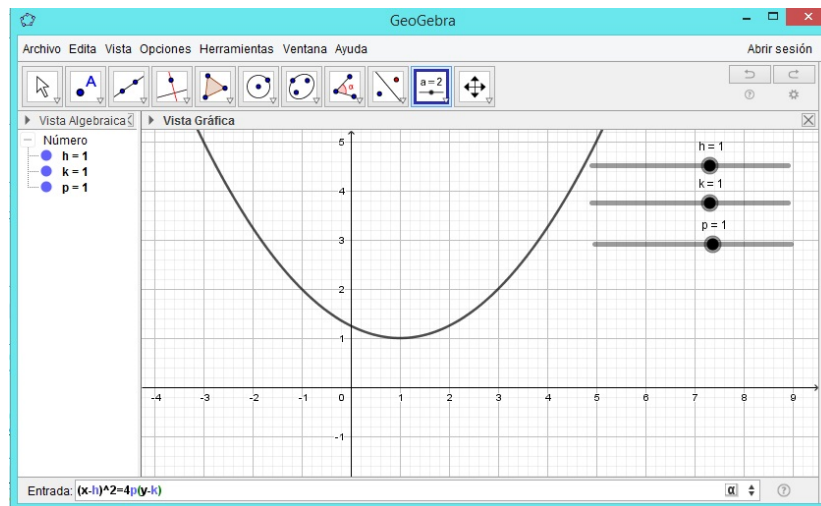 GeoGebra
Archivo Edita Vista Opciones Herramientas Ventana Ayuda Abrir sesión
A α a = 2
Vista Algebraica Vista Gráfica
Número
h = 1
k = 1
p = 1
h = 1
k = 1
p = 1
5
4
3
2
1
-4 -3 -2 -1 0 1 2 3 4 5 6 7 8 9
-1
Entrada: (x-h)^2=4p(y-k) α